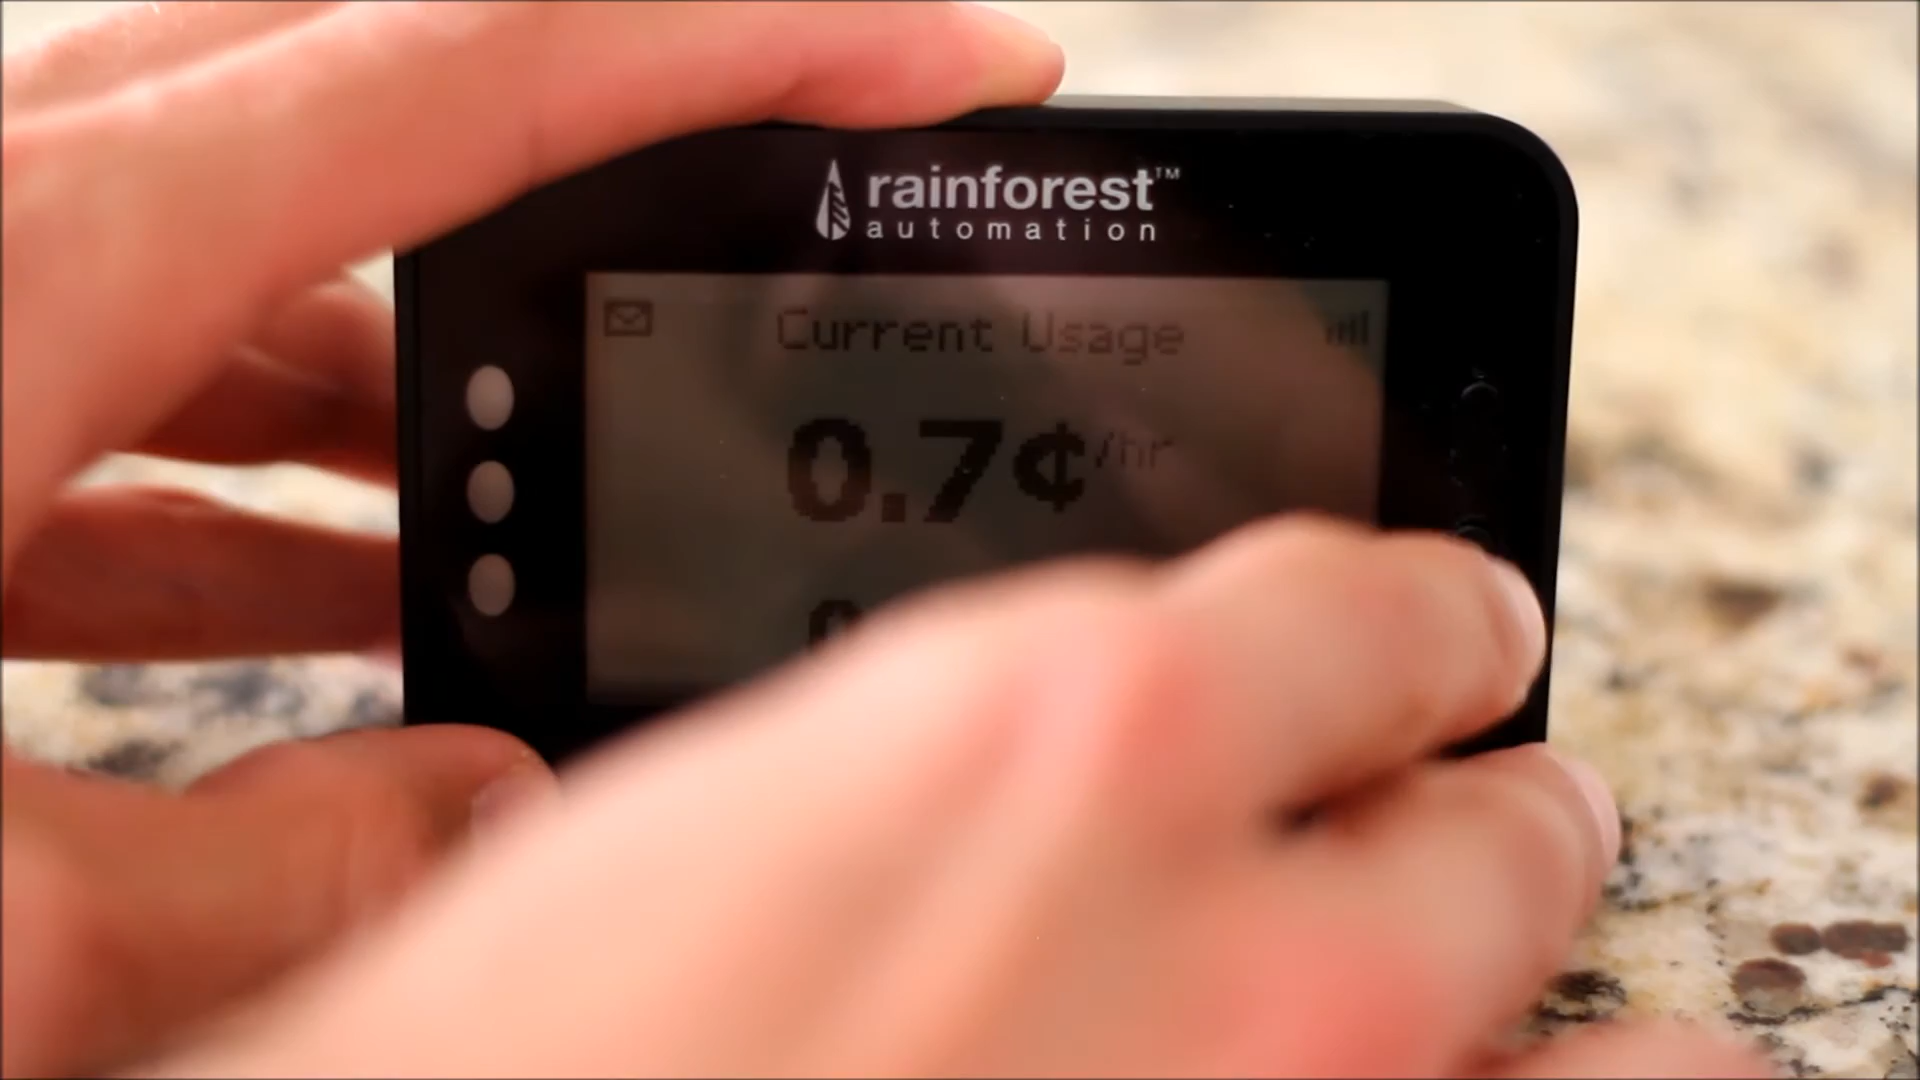 rainforest™
automation
Current Usage
0.7¢/hr